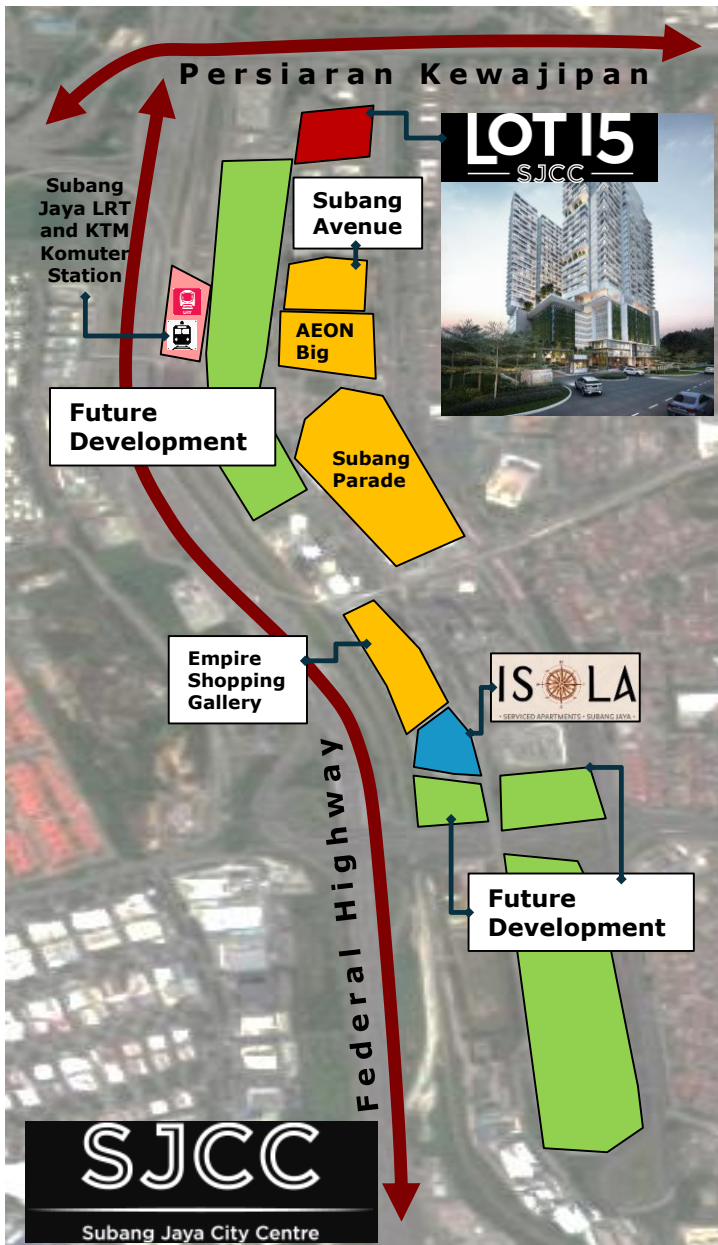 Persiaran Kewajipan
LOT 15
SJCC
Subang
Jaya LRT
and KTM
Komuter
Station
LRT
Subang
Avenue
AEON
Big
Future
Development
Subang
Parade
Empire
Shopping
Gallery
ISOLA
• SERVICED APARTMENTS • SUBANG JAYA •
Federal Highway
Future
Development
SJCC
Subang Jaya City Centre